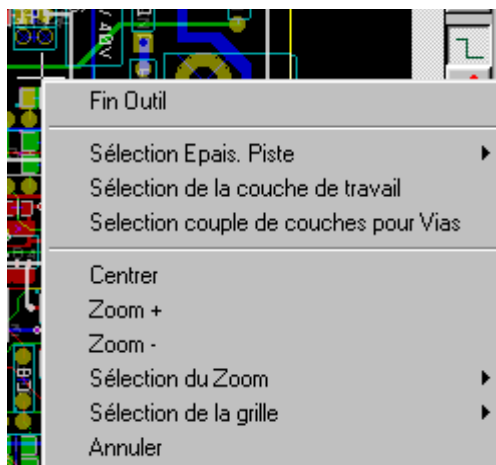 40V
Fin Outil
Sélection Epais. Piste
Sélection de la couche de travail
Selection couple de couches pour Vias
Centrer
Zoom +
Zoom -
Sélection du Zoom
Sélection de la grille
Annuler